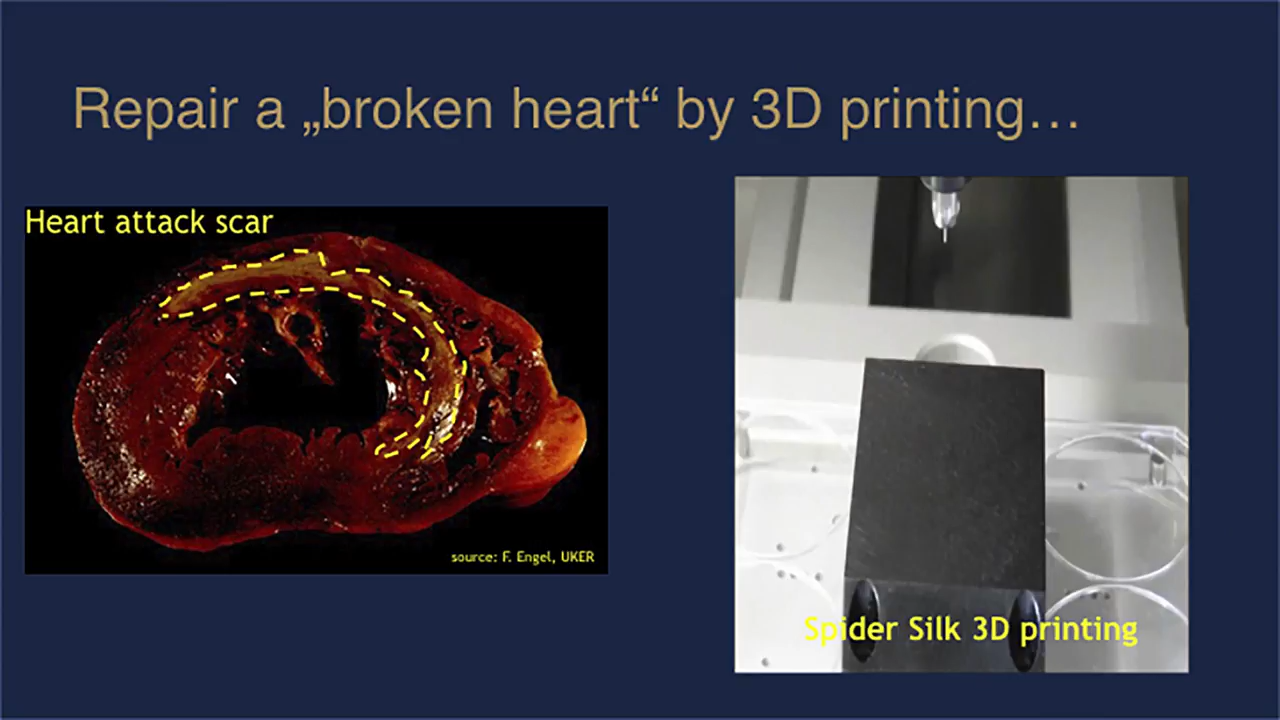 Repair a „broken heart“ by 3D printing…
Heart attack scar
source: F. Engel, UKER
Spider Silk 3D printing